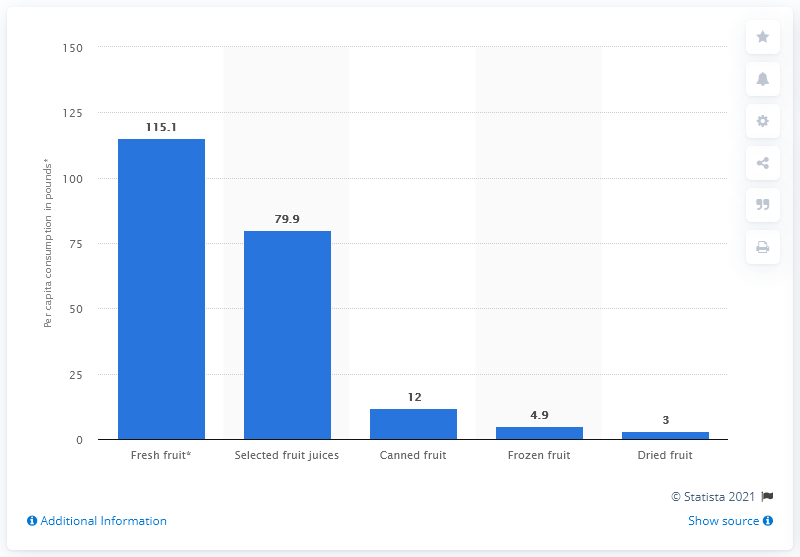 150
125
100
75
50
25
0
Per capita consumption in pounds*
115.1
79.9
12
4.9
3
Fresh fruit*
Selected fruit juices
Canned fruit
Frozen fruit
Dried fruit
© Statista 2021
Additional Information
Show source